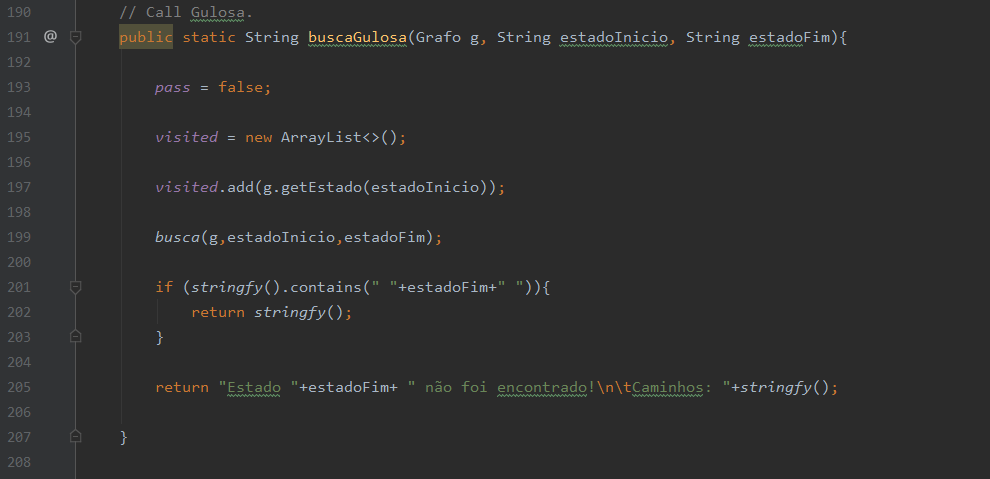 190 // Call Gulosa.
191 @ public static String buscaGulosa(Grafo g, String estadoInicio, String estadoFim){
192
193 pass = false;
194
195 visited = new ArrayList<>();
196
197 visited.add(g.getEstado(estadoInicio));
198
199 busca(g,estadoInicio,estadoFim);
200
201 if (stringfy().contains(" "+estadoFim+" ")){
202 return stringfy();
203 }
204
205 return "Estado "+estadoFim+ " não foi encontrado!\n\tCaminhos: "+stringfy();
206
207 }
208